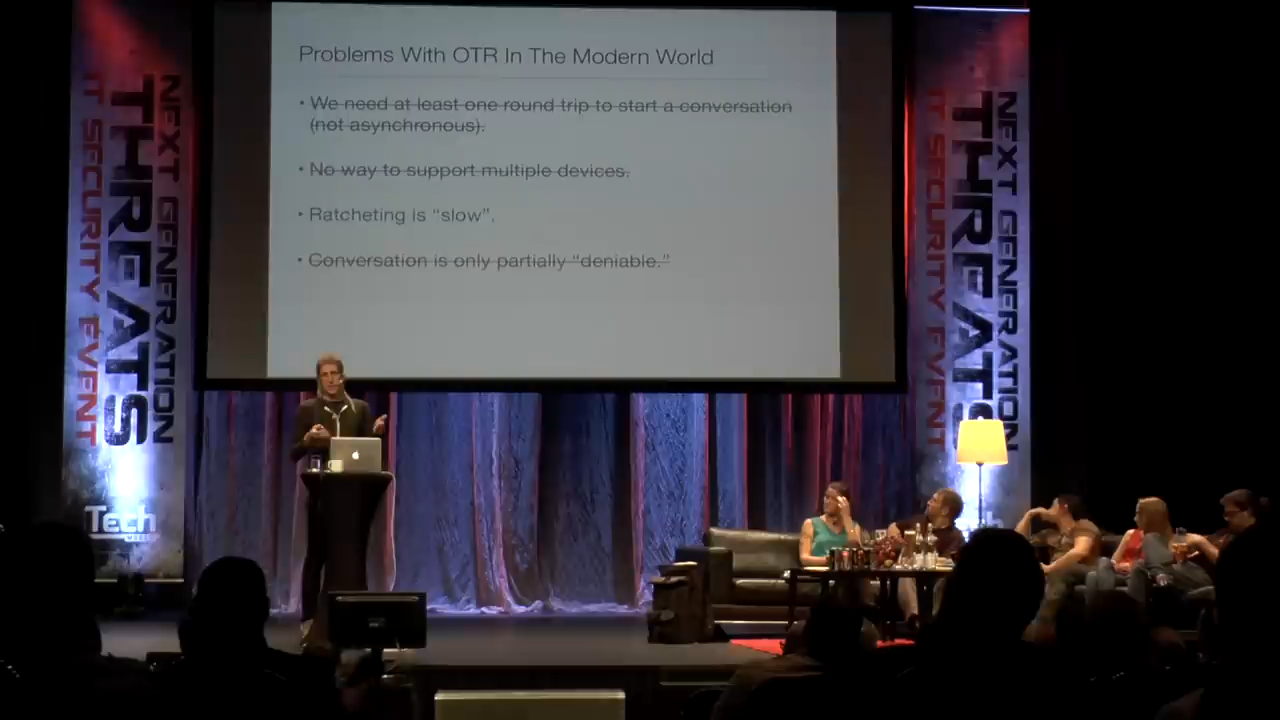 Problems With OTR In The Modern World
• We need at least one round trip to start a conversation
(not asynchronous).
• No way to support multiple devices.
• Ratcheting is “slow”.
• Conversation is only partially “deniable.”
NEXT GENERATION
THREATS
IT SECURITY EVENT
Tech
NEXT GENERATION
THREATS
IT SECURITY EVENT